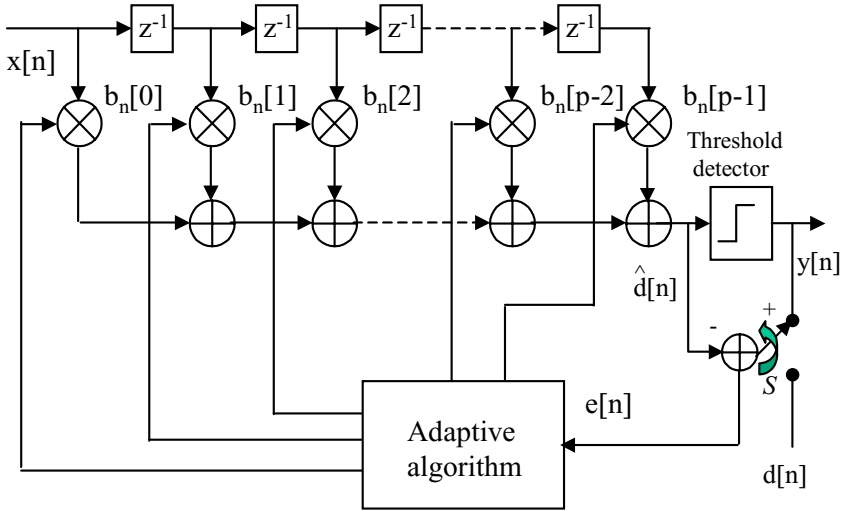 z⁻¹ z⁻¹ z⁻¹ z⁻¹
x[n]
bₙ[0] bₙ[1] bₙ[2] bₙ[p-2] bₙ[p-1]
Threshold
detector
y[n]
^
d[n]
+
-
S
e[n]
Adaptive
algorithm
d[n]